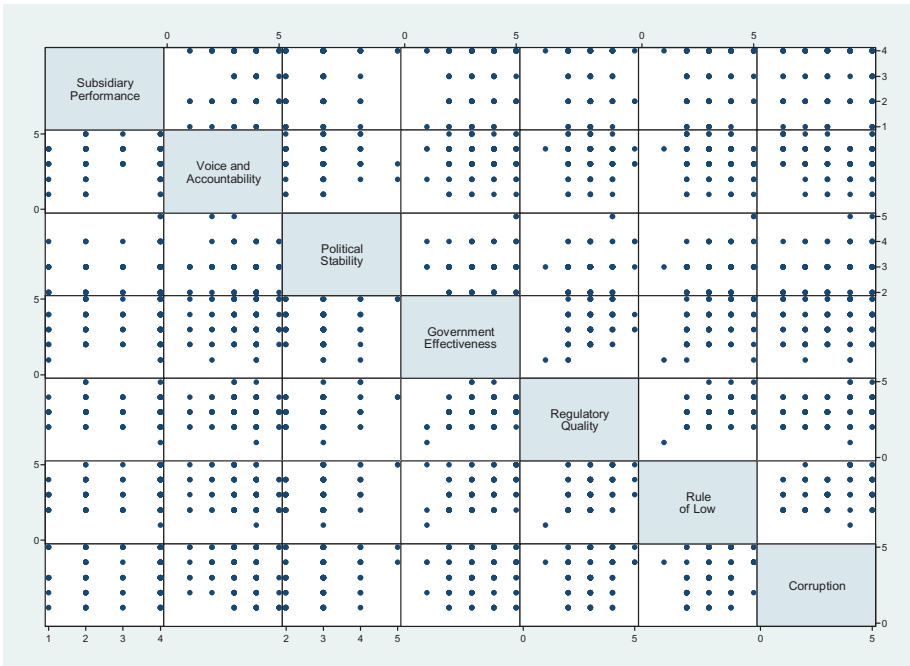 0 5 0 5 0 5
Subsidiary
Performance
4
3
2
1
5
0
Voice and
Accountability
Political
Stability
5
4
3
2
5
0
Government
Effectiveness
Regulatory
Quality
5
0
5
0
Rule
of Low
Corruption
5
0
1 2 3 4 2 3 4 5 0 5 0 5